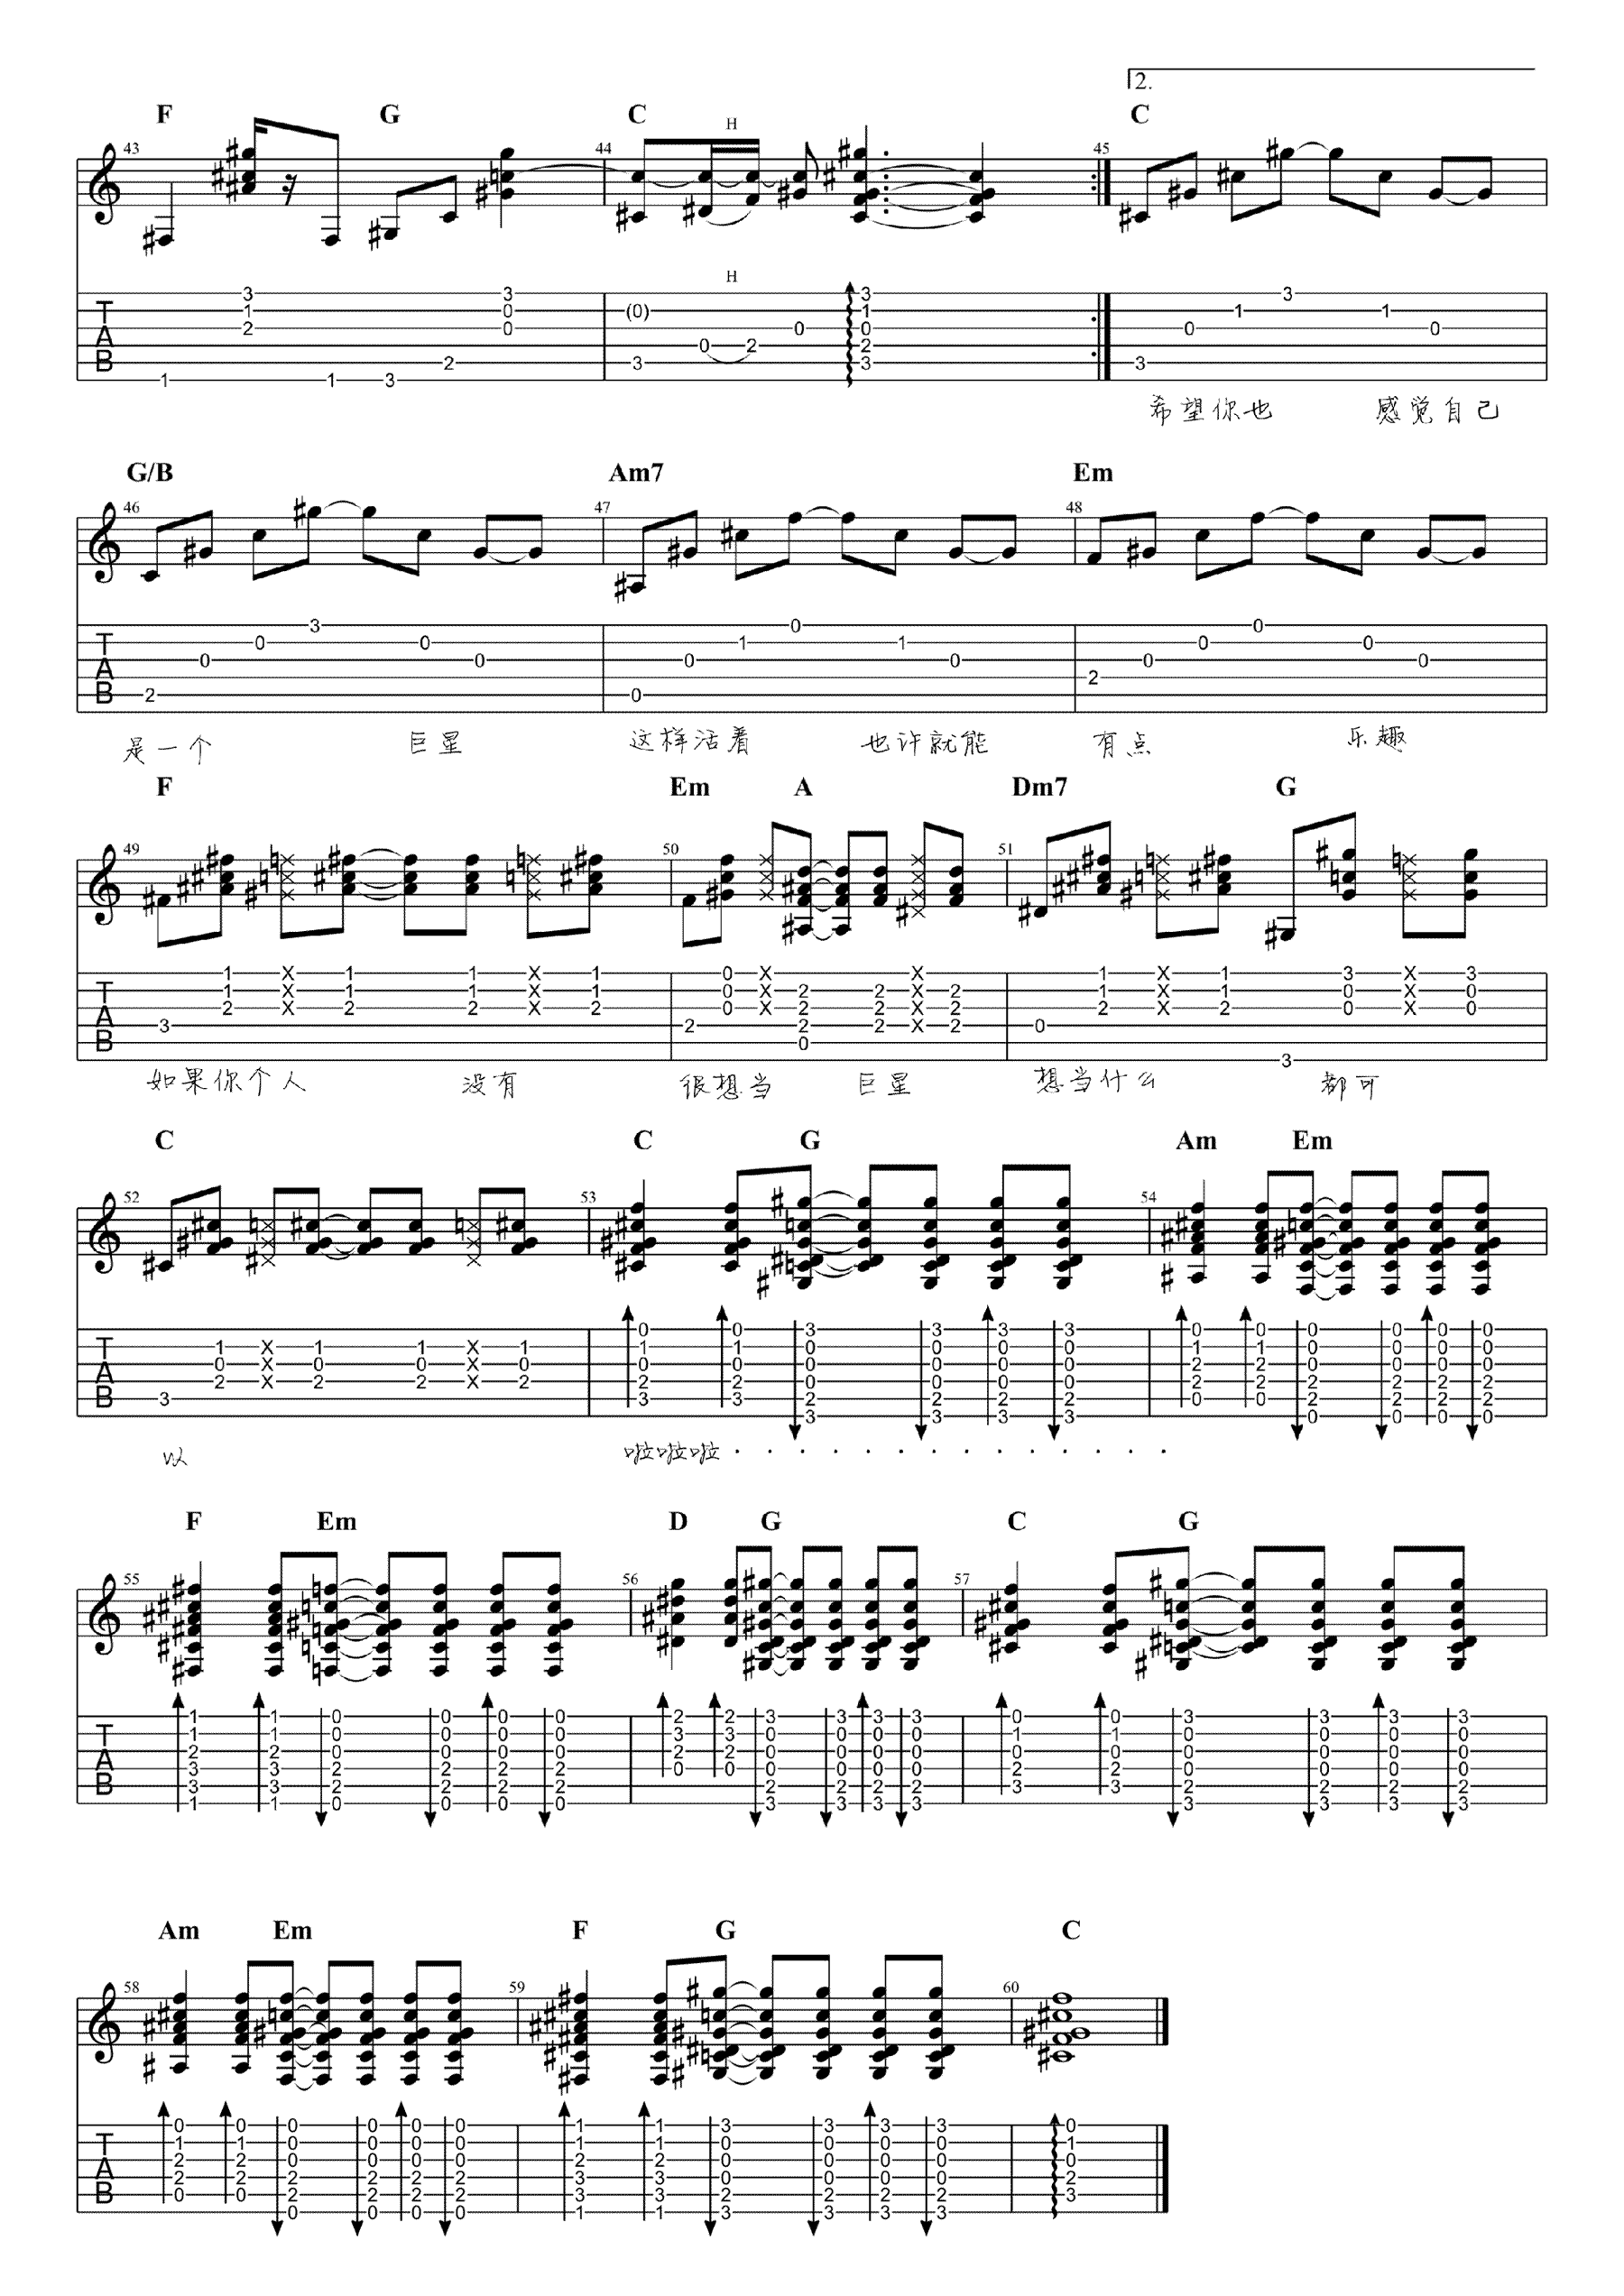 2.
F G C C
43 44 45
H
H
希望你也 感觉自己
G/B Am7 Em
46 47 48
是一个 巨星 这样活着 也许就能 有点 乐趣
F Em A Dm7 G
49 50 51
如果你个人 没有 很想当 巨星 想当什么 都可
C C G Am Em
52 53 54
以 啦啦啦 . . . . . . . . . . . . . .
F Em D G C G
55 56 57
Am Em F G C
58 59 60